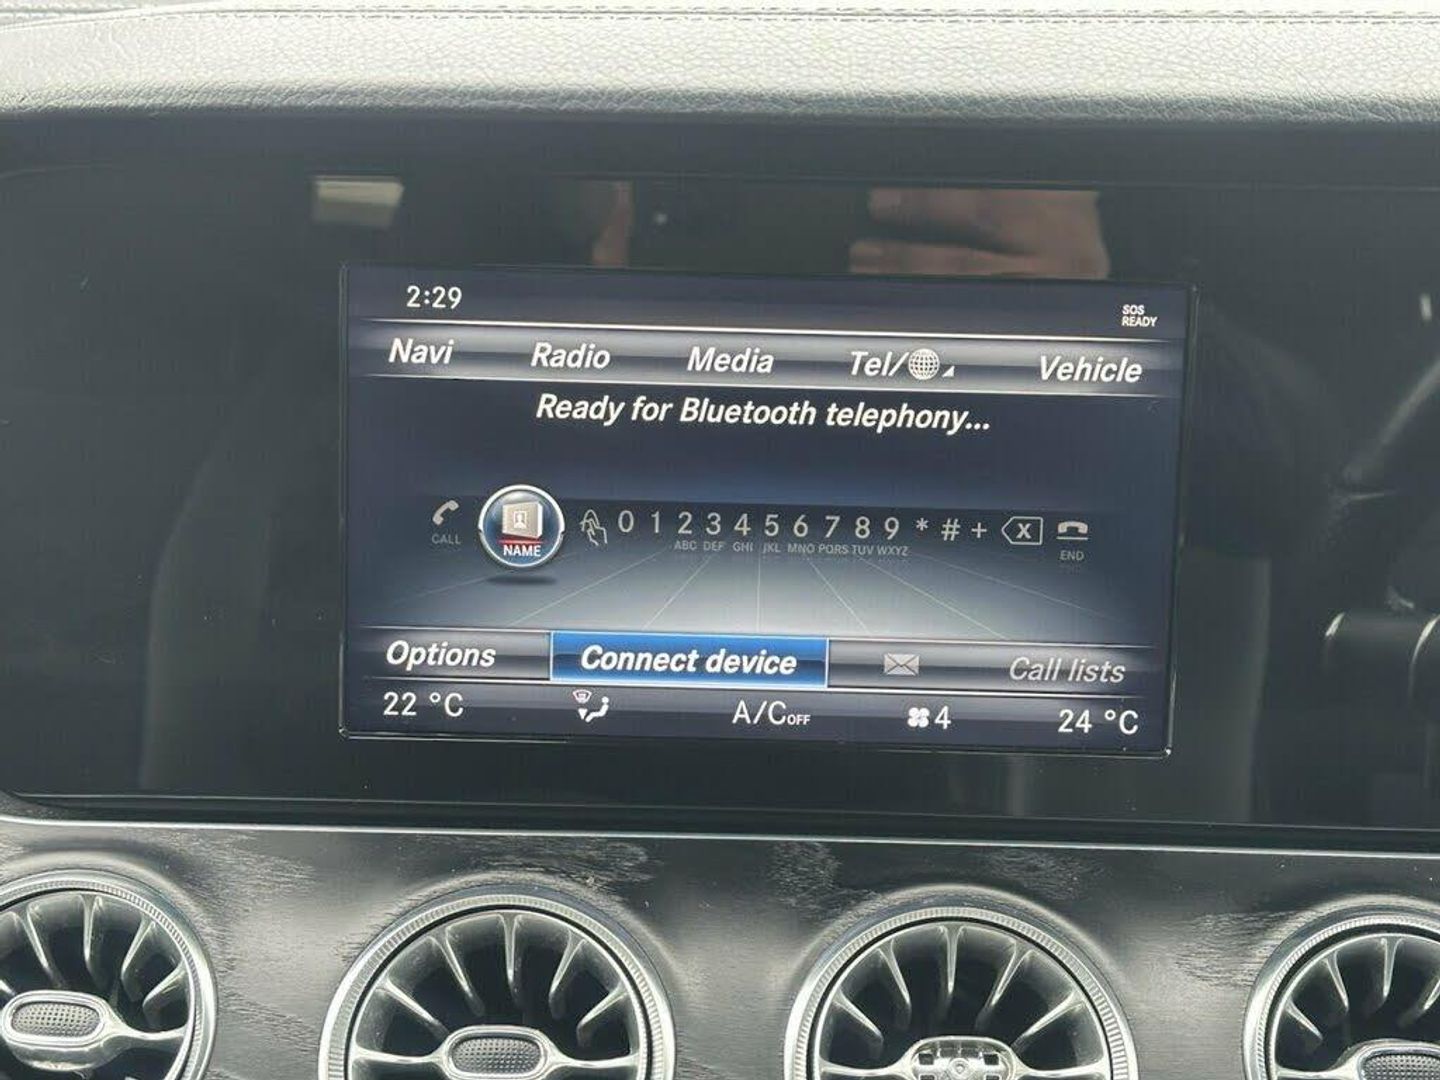 2:29
SOS
READY
Navi Radio Media Tel/ Vehicle
Ready for Bluetooth telephony...
CALL NAME 0 1 2 3 4 5 6 7 8 9 * # + X END
ABC DEF GHI JKL MNO PQRS TUV WXYZ
Options Connect device Call lists
22 °C A/C OFF 4 24 °C